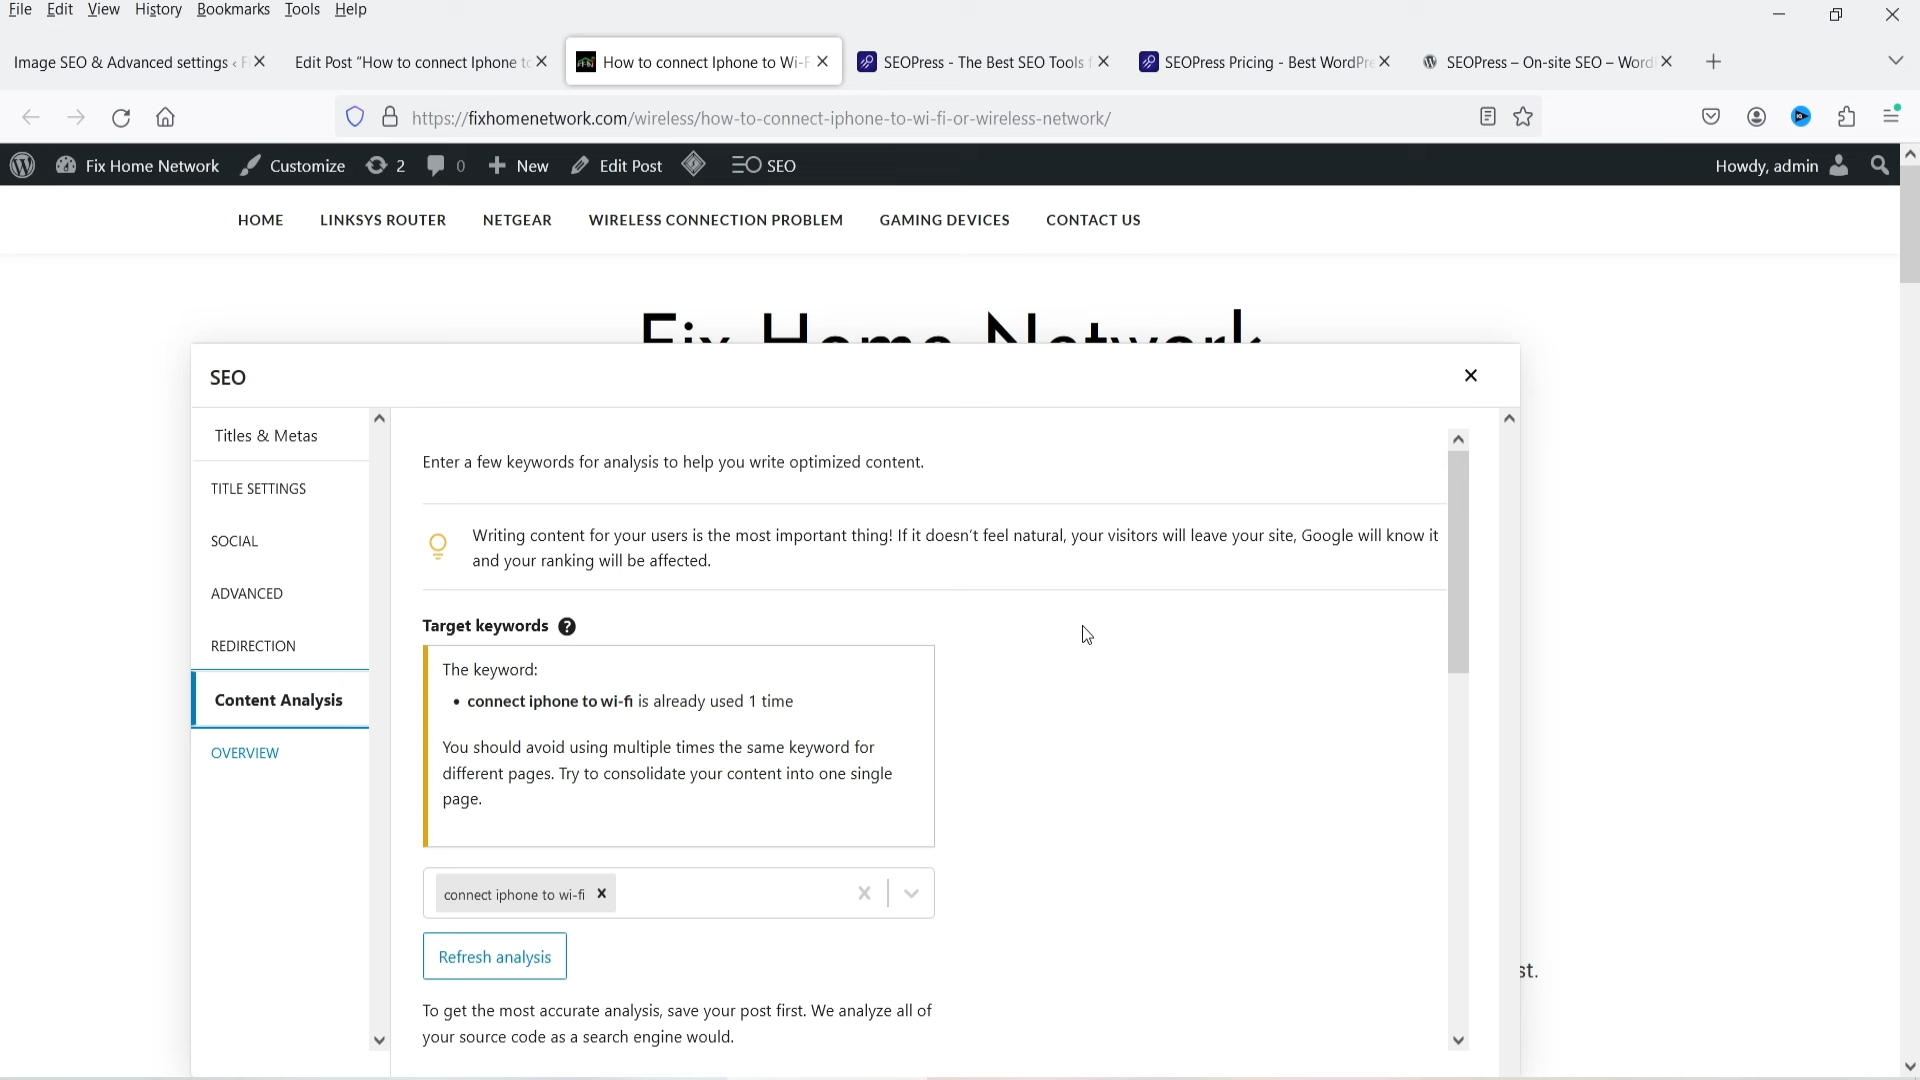 File Edit View History Bookmarks Tools Help
Image SEO & Advanced settings ‹ F
Edit Post "How to connect Iphone to
How to connect Iphone to Wi-F
SEOPress - The Best SEO Tools f
SEOPress Pricing - Best WordPre
SEOPress – On-site SEO – Word
https://fixhomenetwork.com/wireless/how-to-connect-iphone-to-wi-fi-or-wireless-network/
Fix Home Network Customize 2 0 New Edit Post SEO Howdy, admin
HOME LINKSYS ROUTER NETGEAR WIRELESS CONNECTION PROBLEM GAMING DEVICES CONTACT US
Fix Home Network
SEO
Titles & Metas
TITLE SETTINGS
SOCIAL
ADVANCED
REDIRECTION
Content Analysis
OVERVIEW
Enter a few keywords for analysis to help you write optimized content.
Writing content for your users is the most important thing! If it doesn't feel natural, your visitors will leave your site, Google will know it
and your ranking will be affected.
Target keywords ?
The keyword:
• connect iphone to wi-fi is already used 1 time
You should avoid using multiple times the same keyword for
different pages. Try to consolidate your content into one single
page.
connect iphone to wi-fi
Refresh analysis
To get the most accurate analysis, save your post first. We analyze all of
your source code as a search engine would.
st.